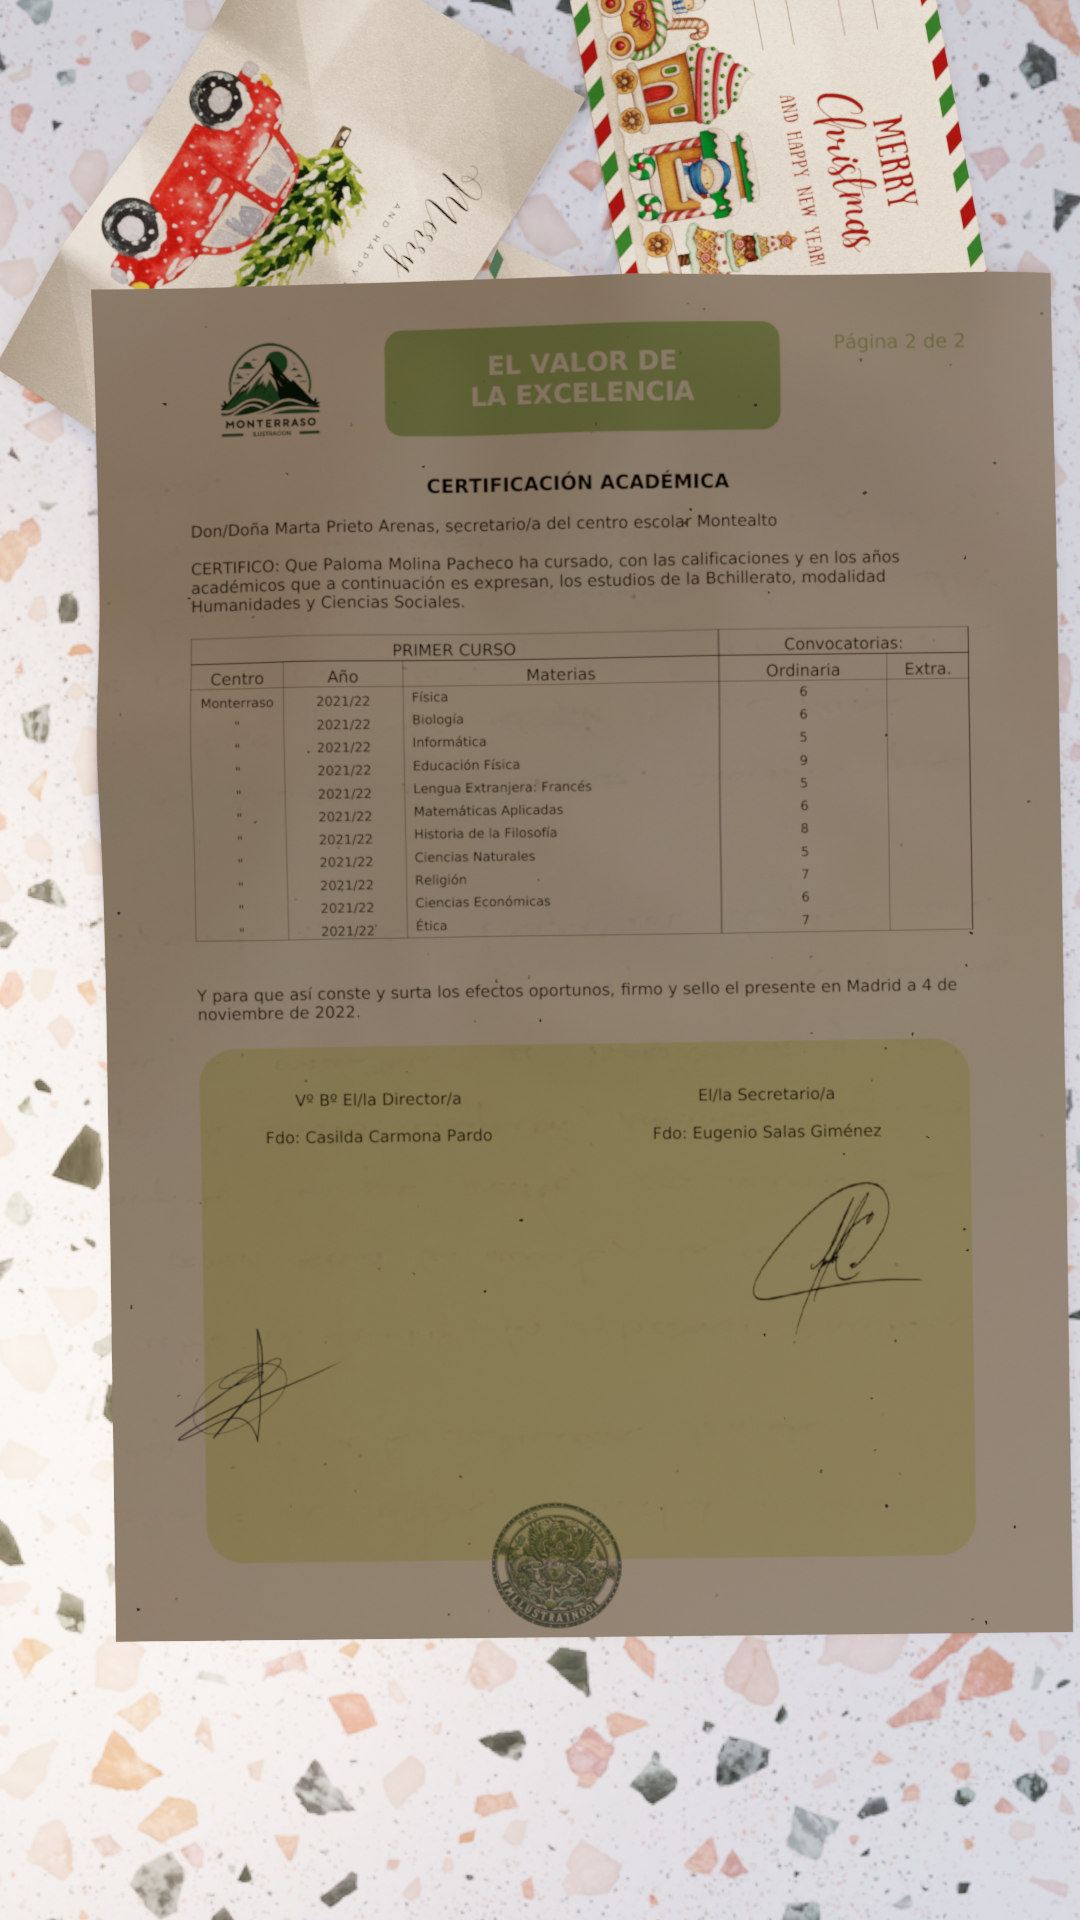 MERRY
Christmas
AND HAPPY NEW YEAR!
Merry
AND HAPPY
MONTERRASO
ILUSTRACION
EL VALOR DE
LA EXCELENCIA
Página 2 de 2
CERTIFICACIÓN ACADÉMICA
Don/Doña Marta Prieto Arenas, secretario/a del centro escolar Montealto
CERTIFICO: Que Paloma Molina Pacheco ha cursado, con las calificaciones y en los años
académicos que a continuación es expresan, los estudios de la Bchillerato, modalidad
Humanidades y Ciencias Sociales.
PRIMER CURSO Convocatorias:
Centro Año Materias Ordinaria Extra.
Monterraso 2021/22 Física 6
" 2021/22 Biología 6
" 2021/22 Informática 5
" 2021/22 Educación Física 9
" 2021/22 Lengua Extranjera: Francés 5
" 2021/22 Matemáticas Aplicadas 6
" 2021/22 Historia de la Filosofía 8
" 2021/22 Ciencias Naturales 5
" 2021/22 Religión 7
" 2021/22 Ciencias Económicas 6
" 2021/22 Ética 7
Y para que así conste y surta los efectos oportunos, firmo y sello el presente en Madrid a 4 de
noviembre de 2022.
Vº Bº El/la Director/a El/la Secretario/a
Fdo: Casilda Carmona Pardo Fdo: Eugenio Salas Giménez